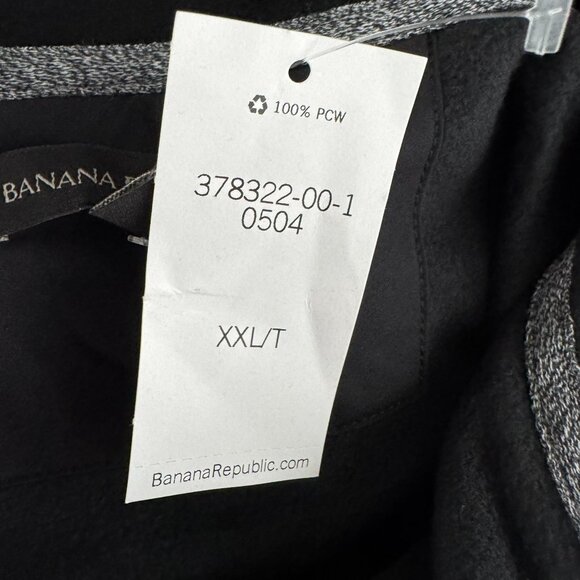 100% PCW
378322-00-1
0504
XXL/T
BananaRepublic.com
BANANA